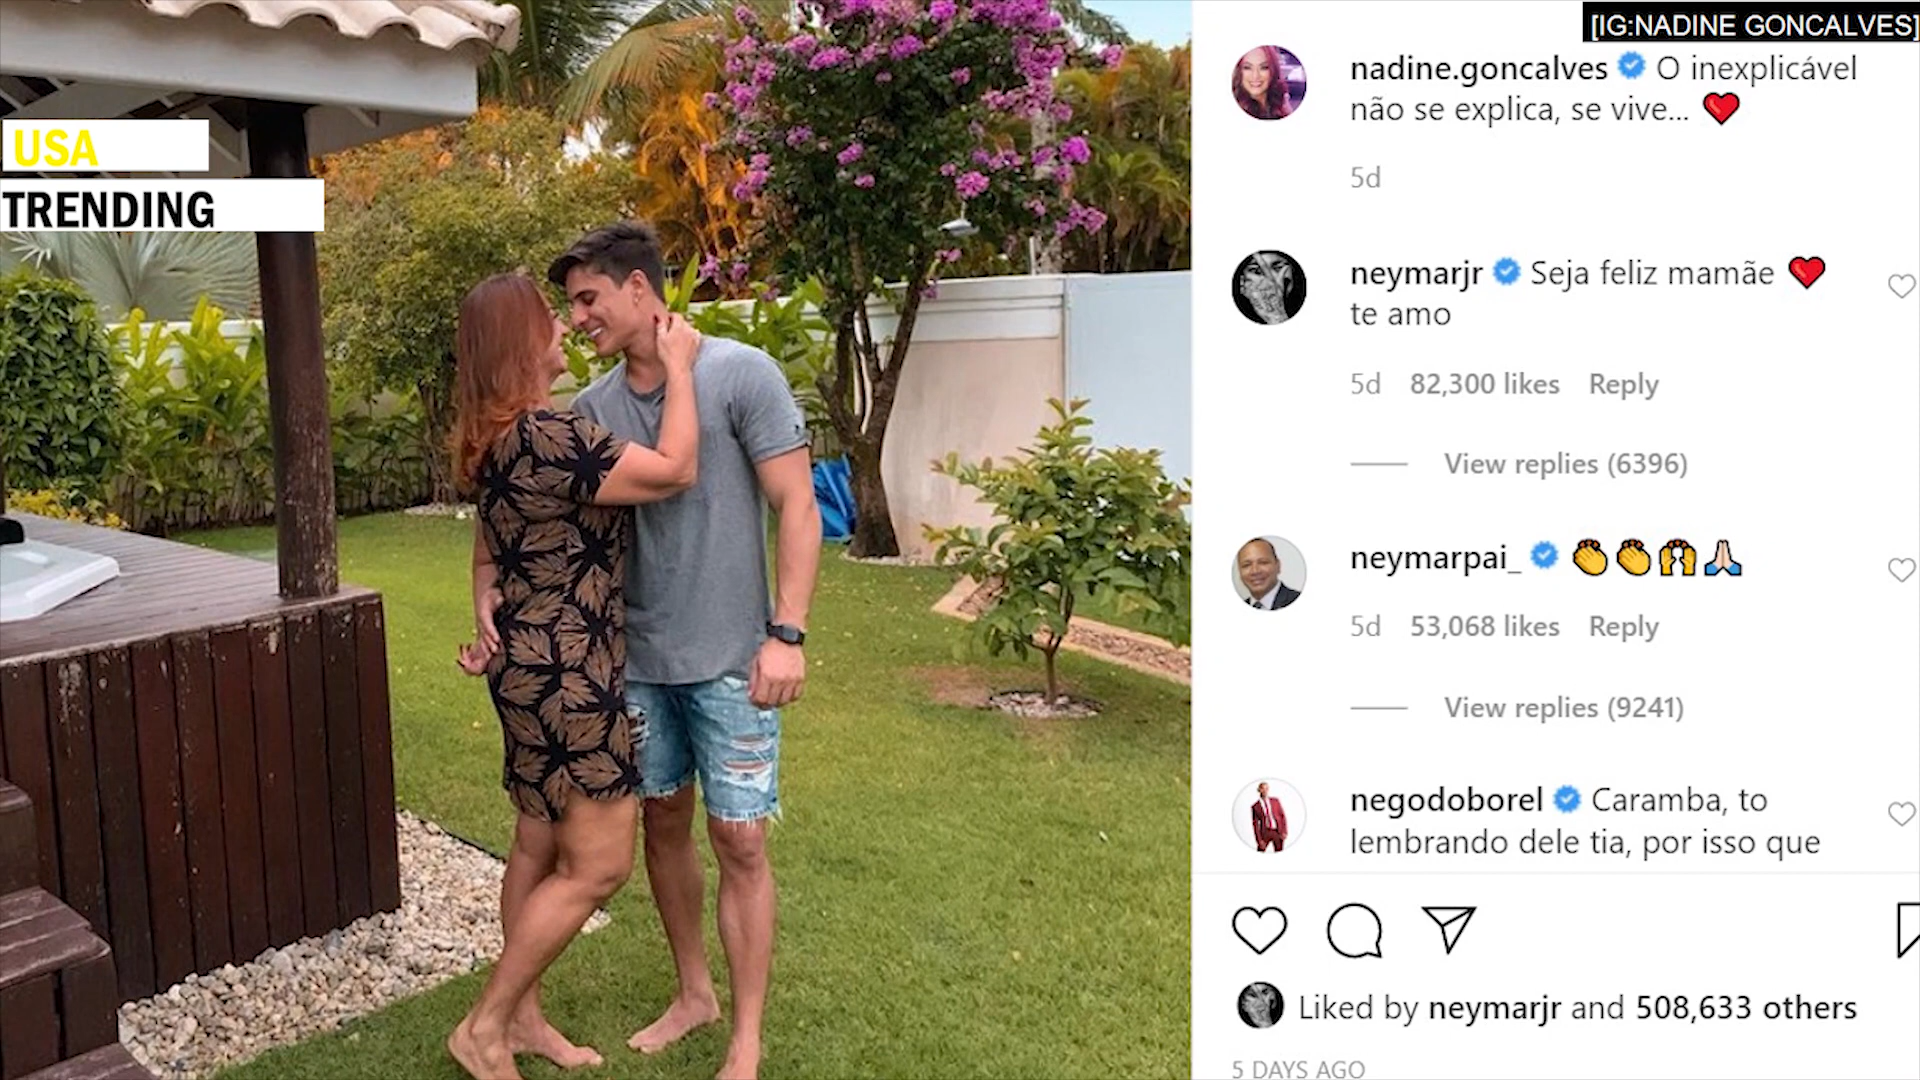 [IG:NADINE GONCALVES]
USA
TRENDING
nadine.goncalves O inexplicável
não se explica, se vive... ❤️
5d
neymarjr Seja feliz mamãe ❤️
te amo
5d 82,300 likes Reply
View replies (6396)
neymarpai_ 👏👏🙌🙏🏻
5d 53,068 likes Reply
View replies (9241)
negodoborel Caramba, to
lembrando dele tia, por isso que
Liked by neymarjr and 508,633 others
5 DAYS AGO